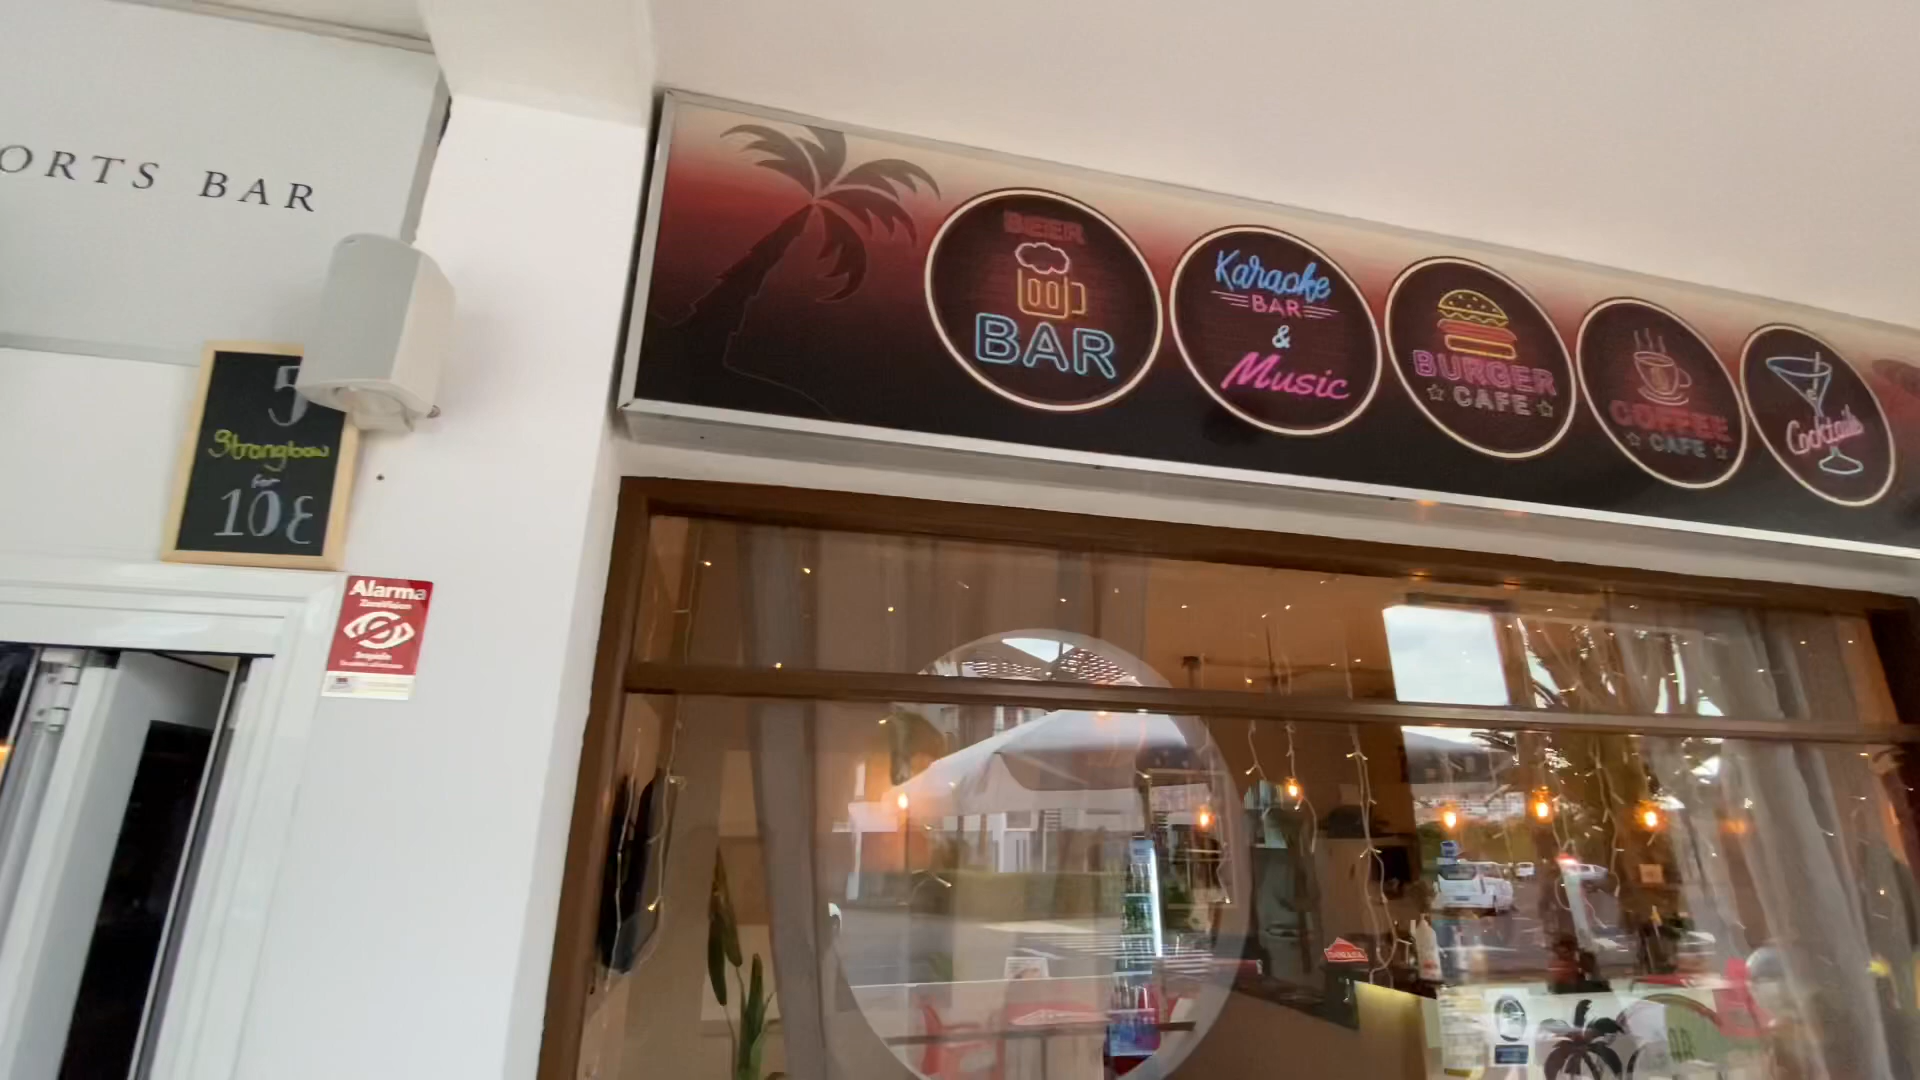 ORTS BAR
5
Strongbow
for
10€
Alarma
BEER
BAR
Karaoke
BAR
&
Music
BURGER
CAFE
COFFEE
CAFE
Cocktails